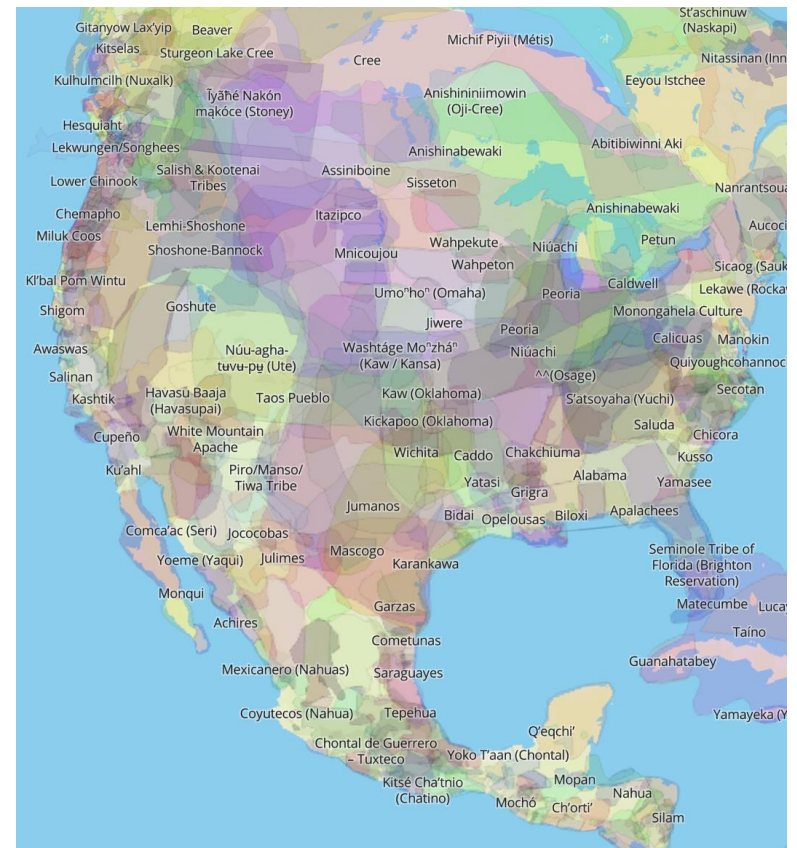 St'aschinuw
(Naskapi)
Gitanyow Lax'yip
Beaver
Michif Piyii (Métis)
Kitselas
Sturgeon Lake Cree
Cree
Nitassinan (Inn
Kulhulmcilh (Nuxalk)
Eeyou Istchee
Îyãħé Nakón
mąkóce (Stoney)
Anishininiimowin
(Oji-Cree)
Hesquiaht
Lekwungen/Songhees
Abitibiwinni Aki
Anishinabewaki
Salish & Kootenai
Tribes
Assiniboine
Lower Chinook
Sisseton
Nanrantsoua
Chemapho
Lemhi-Shoshone
Itazipco
Anishinabewaki
Aucoci
Miluk Coos
Shoshone-Bannock
Mnicoujou
Wahpekute
Niúachi
Petun
Wahpeton
Sicaog (Sauk
Kl'bal Pom Wintu
Goshute
Umoⁿhoⁿ (Omaha)
Peoria
Caldwell
Lekawe (Rocka
Shigom
Monongahela Culture
Jiwere
Peoria
Awaswas
Núu-agha-
tʉvʉ-pʉ̱ (Ute)
Washtáge Moⁿzháⁿ
(Kaw / Kansa)
Niúachi
Calicuas
Manokin
Quiyoughcohannoc
Salinan
^^(Osage)
Kashtik
Havasu Baaja
(Havasupai)
Taos Pueblo
Kaw (Oklahoma)
S'atsoyaha (Yuchi)
Secotan
Cupeño
White Mountain
Apache
Kickapoo (Oklahoma)
Saluda
Chicora
Ku'ahl
Piro/Manso/
Tiwa Tribe
Wichita
Caddo
Chakchiuma
Kusso
Yatasi
Grigra
Alabama
Yamasee
Jumanos
Bidai
Opelousas
Biloxi
Apalachees
Comca'ac (Seri)
Jococobas
Mascogo
Seminole Tribe of
Florida (Brighton
Reservation)
Yoeme (Yaqui)
Julimes
Karankawa
Monqui
Garzas
Matecumbe
Lucay
Achires
Cometunas
Taíno
Mexicanero (Nahuas)
Saraguayes
Guanahatabey
Coyutecos (Nahua)
Tepehua
Yamayeka (Y
Chontal de Guerrero
– Tuxteco
Q'eqchi'
Yoko T'aan (Chontal)
Kitsé Cha'tnio
(Chatino)
Mopan
Mochó
Ch'orti'
Nahua
Silam